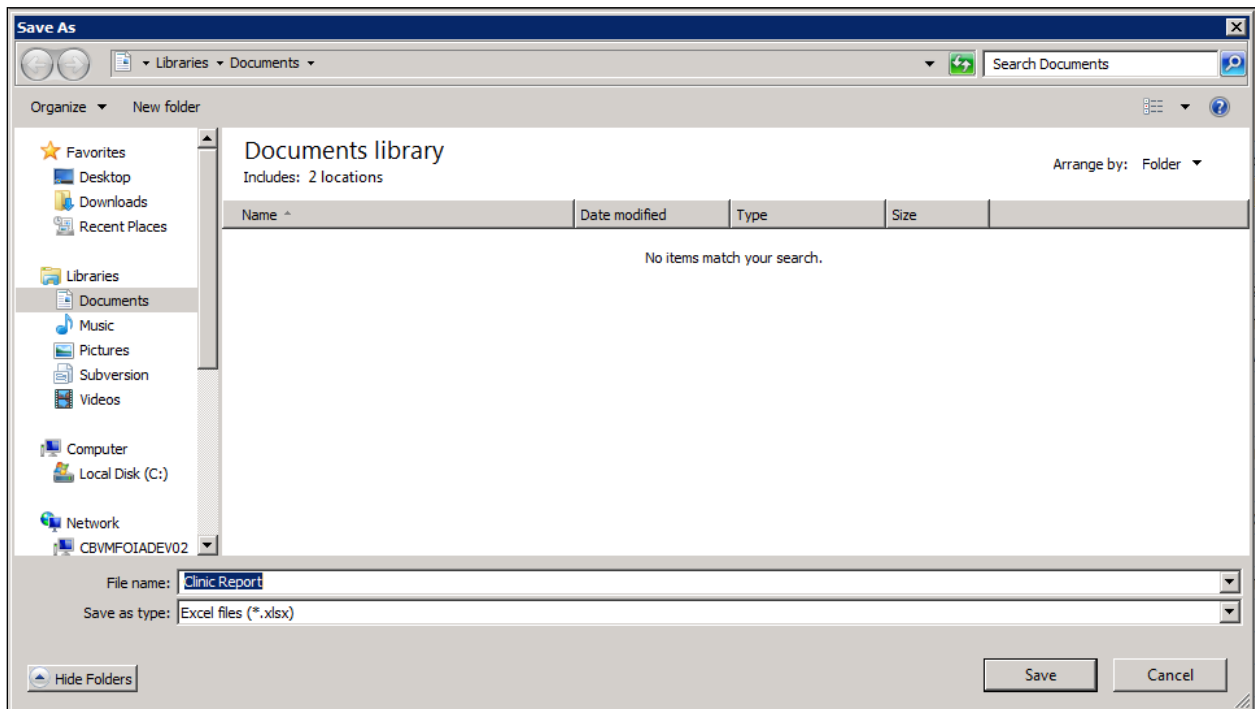 Save As
Libraries Documents
Search Documents
Organize New folder
Favorites
Desktop
Downloads
Recent Places
Libraries
Documents
Music
Pictures
Subversion
Videos
Computer
Local Disk (C:)
Network
CBVMFOIADEV02
Documents library
Includes: 2 locations
Arrange by: Folder
Name Date modified Type Size
No items match your search.
File name: Clinic Report
Save as type: Excel files (*.xlsx)
Hide Folders Save Cancel